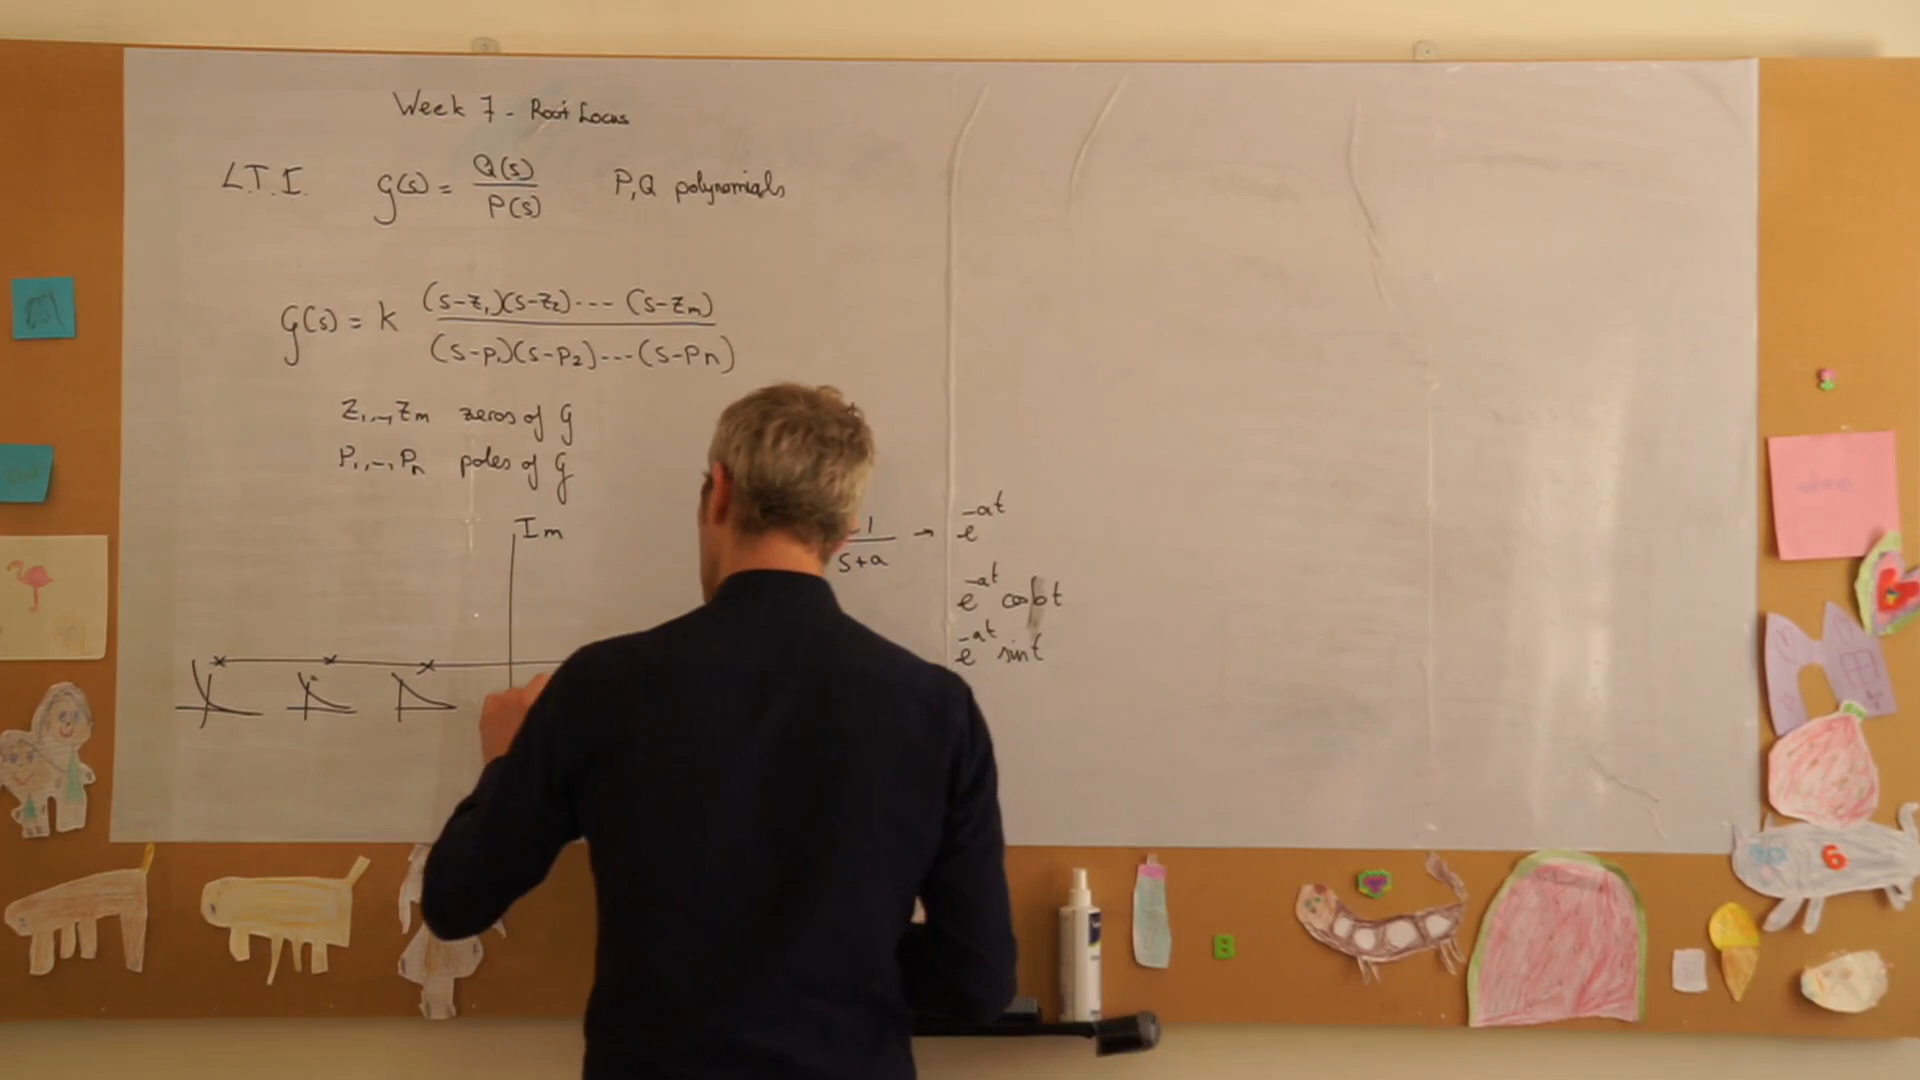 Week 7 - Root Locus
L.T.I. G(s) = Q(s) / P(s) P,Q polynomials
G(s) = k (s-z₁)(s-z₂)---(s-zm) / (s-p₁)(s-p₂)---(s-pn)
z₁,...,zm zeros of G
P₁,...,Pn poles of G
Im
1 / s+a → e^-at
e^-at cos bt
e^-at sin t
6
B